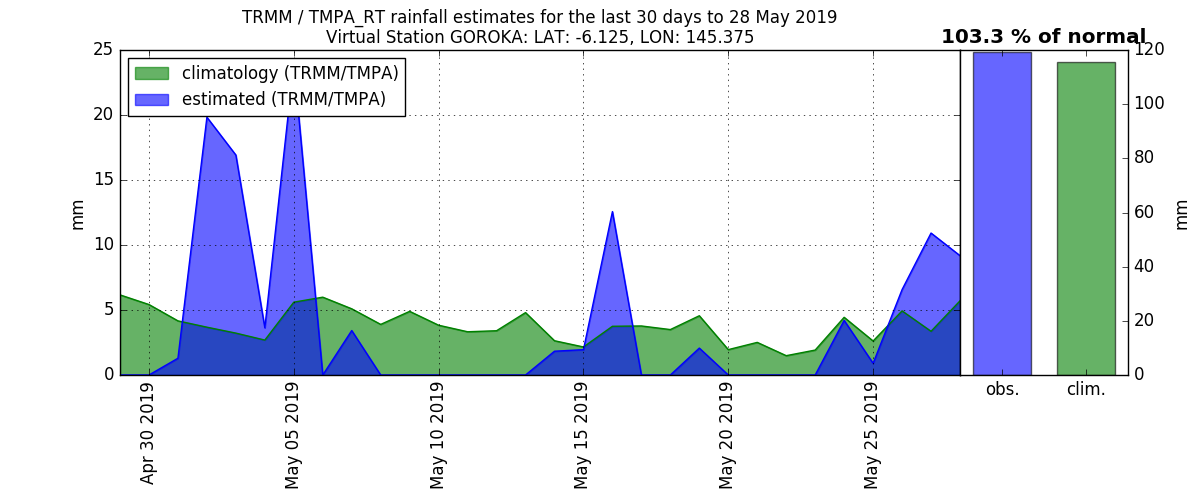 TRMM / TMPA_RT rainfall estimates for the last 30 days to 28 May 2019
Virtual Station GOROKA: LAT: -6.125, LON: 145.375
103.3 % of normal
climatology (TRMM/TMPA)
estimated (TRMM/TMPA)
25
20
15
10
5
0
mm
Apr 30 2019
May 05 2019
May 10 2019
May 15 2019
May 20 2019
May 25 2019
120
100
80
60
40
20
0
mm
obs.
clim.